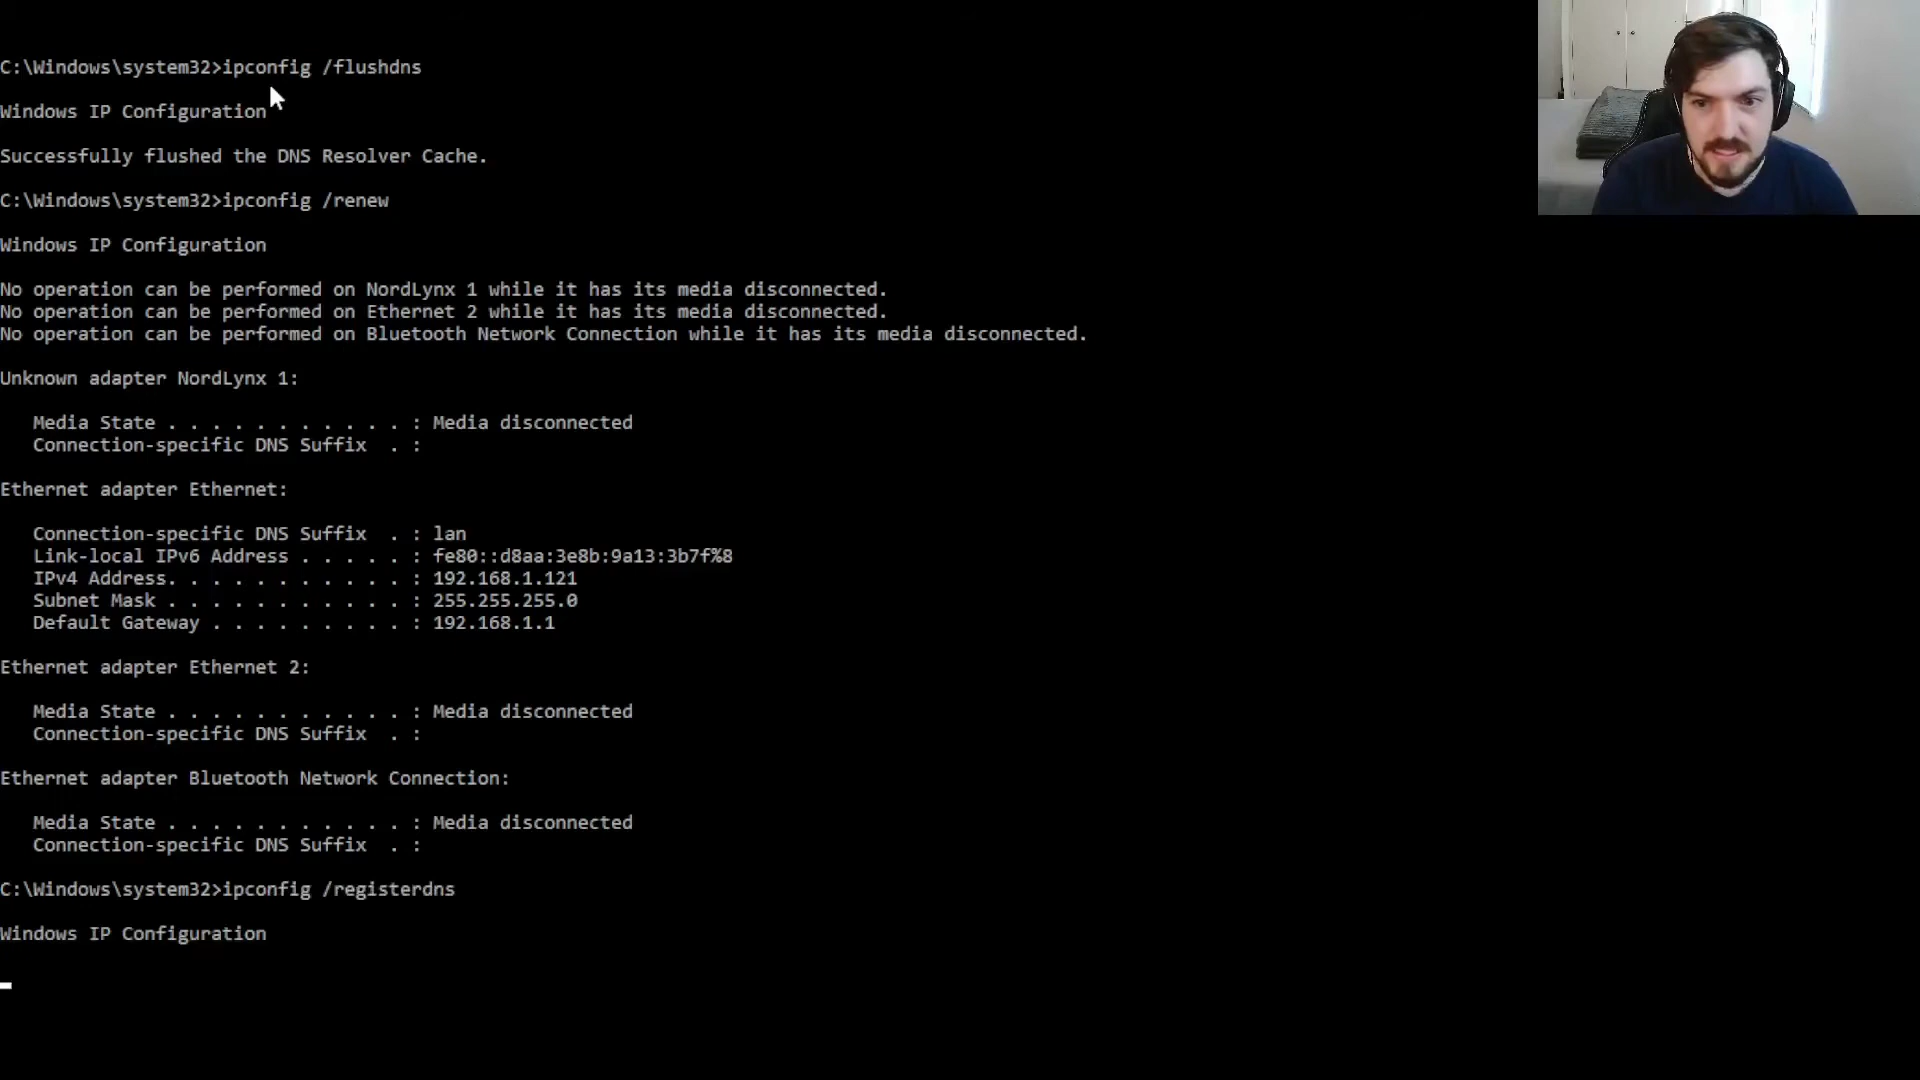 C:\Windows\system32>ipconfig /flushdns
Windows IP Configuration
Successfully flushed the DNS Resolver Cache.
C:\Windows\system32>ipconfig /renew
Windows IP Configuration
No operation can be performed on NordLynx 1 while it has its media disconnected.
No operation can be performed on Ethernet 2 while it has its media disconnected.
No operation can be performed on Bluetooth Network Connection while it has its media disconnected.
Unknown adapter NordLynx 1:
Media State . . . . . . . . . . . : Media disconnected
Connection-specific DNS Suffix  . :
Ethernet adapter Ethernet:
Connection-specific DNS Suffix  . : lan
Link-local IPv6 Address . . . . . : fe80::d8aa:3e8b:9a13:3b7f%8
IPv4 Address. . . . . . . . . . . : 192.168.1.121
Subnet Mask . . . . . . . . . . . : 255.255.255.0
Default Gateway . . . . . . . . . : 192.168.1.1
Ethernet adapter Ethernet 2:
Media State . . . . . . . . . . . : Media disconnected
Connection-specific DNS Suffix  . :
Ethernet adapter Bluetooth Network Connection:
Media State . . . . . . . . . . . : Media disconnected
Connection-specific DNS Suffix  . :
C:\Windows\system32>ipconfig /registerdns
Windows IP Configuration